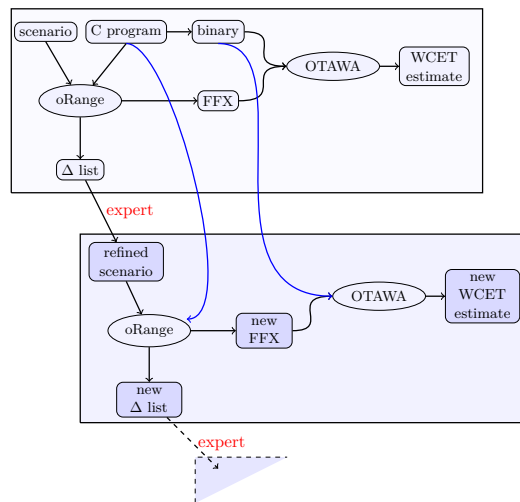 scenario
C program
binary
OTAWA
WCET
estimate
oRange
FFX
Δ list
expert
refined
scenario
OTAWA
new
WCET
estimate
oRange
new
FFX
new
Δ list
expert